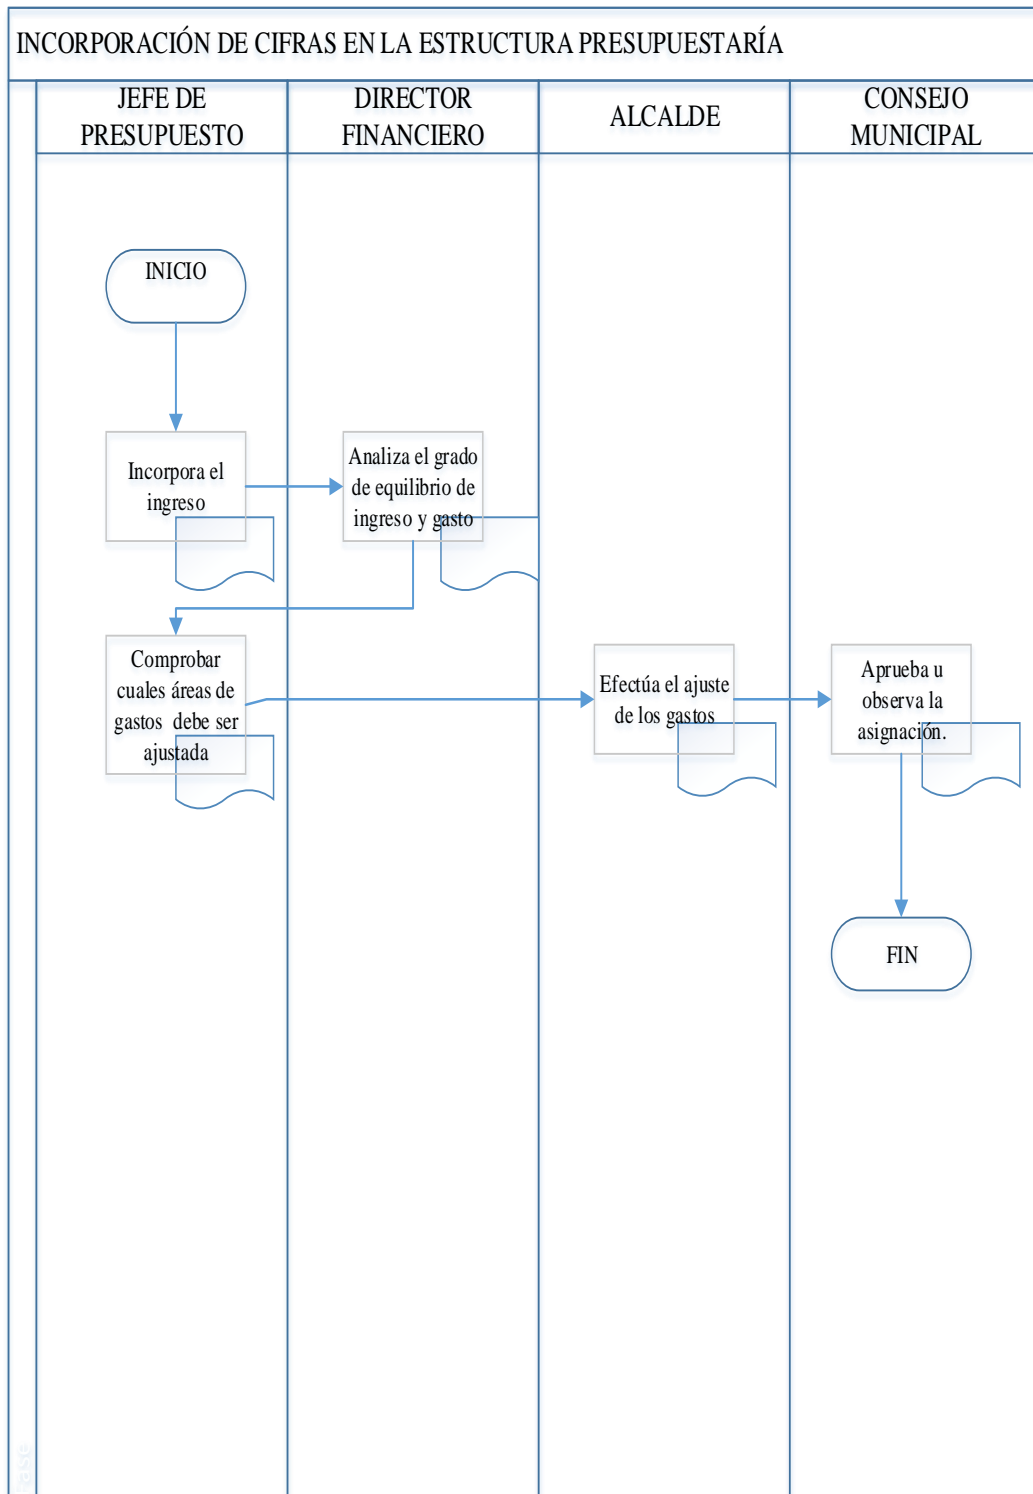 INCORPORACIÓN DE CIFRAS EN LA ESTRUCTURA PRESUPUESTARÍA
JEFE DE
PRESUPUESTO
DIRECTOR
FINANCIERO
ALCALDE
CONSEJO
MUNICIPAL
INICIO
Incorpora el
ingreso
Analiza el grado
de equilibrio de
ingreso y gasto
Comprobar
cuales áreas de
gastos debe ser
ajustada
Efectúa el ajuste
de los gastos
Aprueba u
observa la
asignación.
FIN
Fase